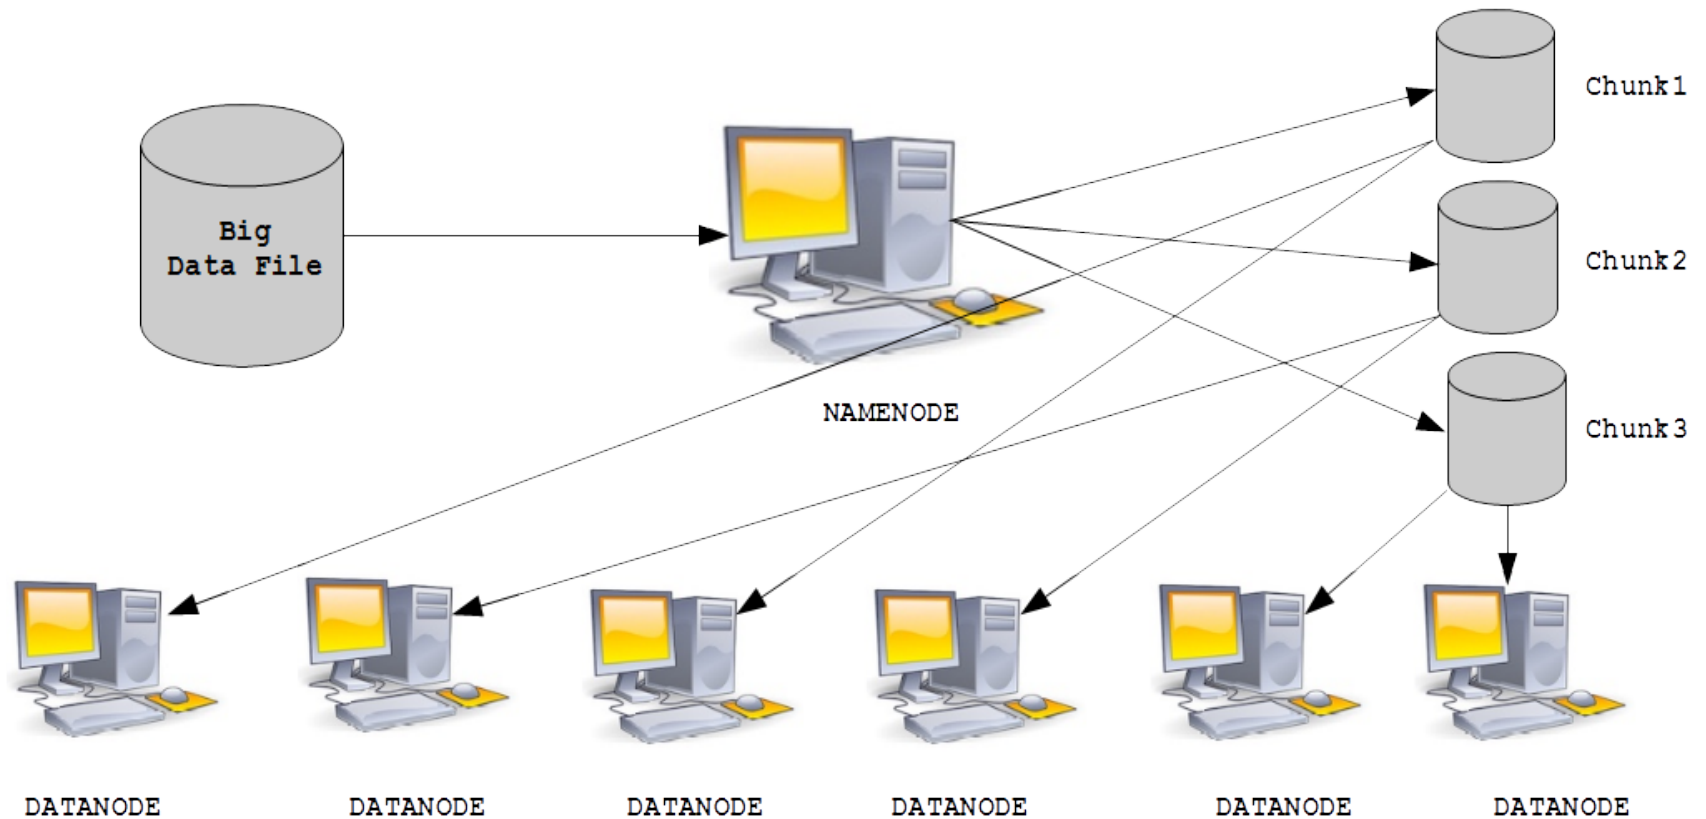 Big
Data File
Chunk1
Chunk2
Chunk3
NAMENODE
DATANODE
DATANODE
DATANODE
DATANODE
DATANODE
DATANODE